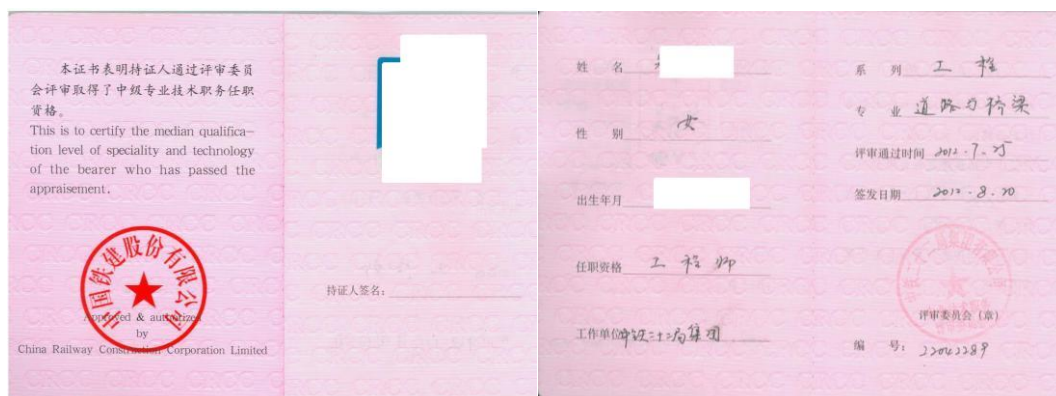 本证书表明持证人通过评审委员
会评审取得了中级专业技术职务任职
资格。
This is to certify the median qualifica-
tion level of speciality and technology
of the bearer who has passed the
appraisement.
中国铁建股份有限公司
Approved & authorized
by
China Railway Construction Corporation Limited
持证人签名：
姓 名
性 别 女
出生年月
任职资格 工程师
工作单位 中铁二十二局集团
系 列 工程
专 业 道路与桥梁
评审通过时间 2012.7.25
签发日期 2012.8.20
评审委员会（章）
编 号： 22042289